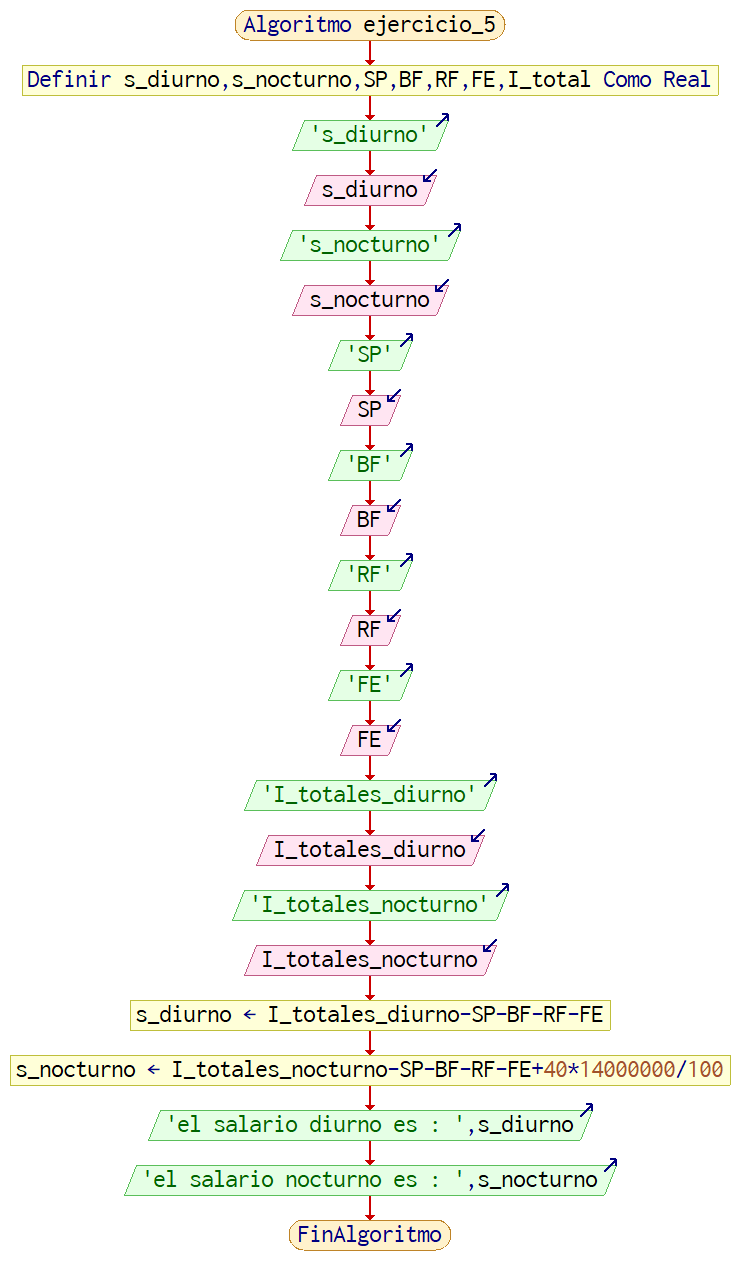 Algoritmo ejercicio_5
Definir s_diurno,s_nocturno,SP,BF,RF,FE,I_total Como Real
's_diurno'
s_diurno
's_nocturno'
s_nocturno
'SP'
SP
'BF'
BF
'RF'
RF
'FE'
FE
'I_totales_diurno'
I_totales_diurno
'I_totales_nocturno'
I_totales_nocturno
s_diurno ← I_totales_diurno-SP-BF-RF-FE
s_nocturno ← I_totales_nocturno-SP-BF-RF-FE+40*14000000/100
'el salario diurno es : ',s_diurno
'el salario nocturno es : ',s_nocturno
FinAlgoritmo